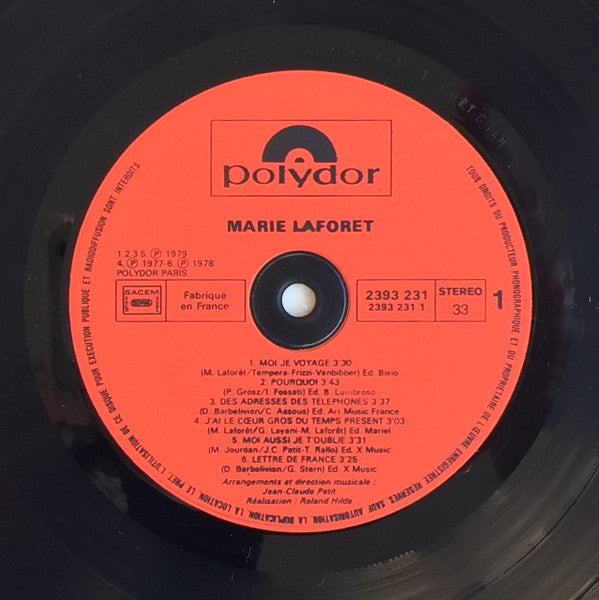 polydor
MARIE LAFORET
1.2.3.5. Ⓟ 1979
4. Ⓟ 1977-6. Ⓟ 1978
POLYDOR PARIS
SACEM
Fabriqué
en France
2393 231
2393 231 1
STEREO
33
1
1. MOI JE VOYAGE 3'30
(M. Laforêt/Tempera-Frizzi-Vanbibber) Ed. Bixio
2. POURQUOI 3'43
(P. Grosz/I. Fossati) Ed. B. Lumbroso
3. DES ADRESSES DES TELEPHONES 3'37
(D. Barbelivien/C. Assous) Ed. Art Music France
4. J'AI LE CŒUR GROS DU TEMPS PRESENT 3'03
(M. Laforêt/G. Layani-M. Laforêt) Ed. Mariel
5. MOI AUSSI JE T'OUBLIE 3'31
(M. Jourdan/J.C. Petit-T. Rallo) Ed. X Music
6. LETTRE DE FRANCE 3'25
(D. Barbelivian/G. Stern) Ed. X Music
Arrangements et direction musicale :
Jean-Claude Petit
Réalisation : Roland Hilda
TOUS DROITS DU PRODUCTEUR PHONOGRAPHIQUE ET DU PROPRIETAIRE DE L'ŒUVRE ENREGISTREE RESERVES. SAUF AUTORISATION, LA DUPLICATION, LA LOCATION, LE PRET, L'UTILISATION DE CE DISQUE POUR EXECUTION PUBLIQUE ET RADIODIFFUSION SONT INTERDITS